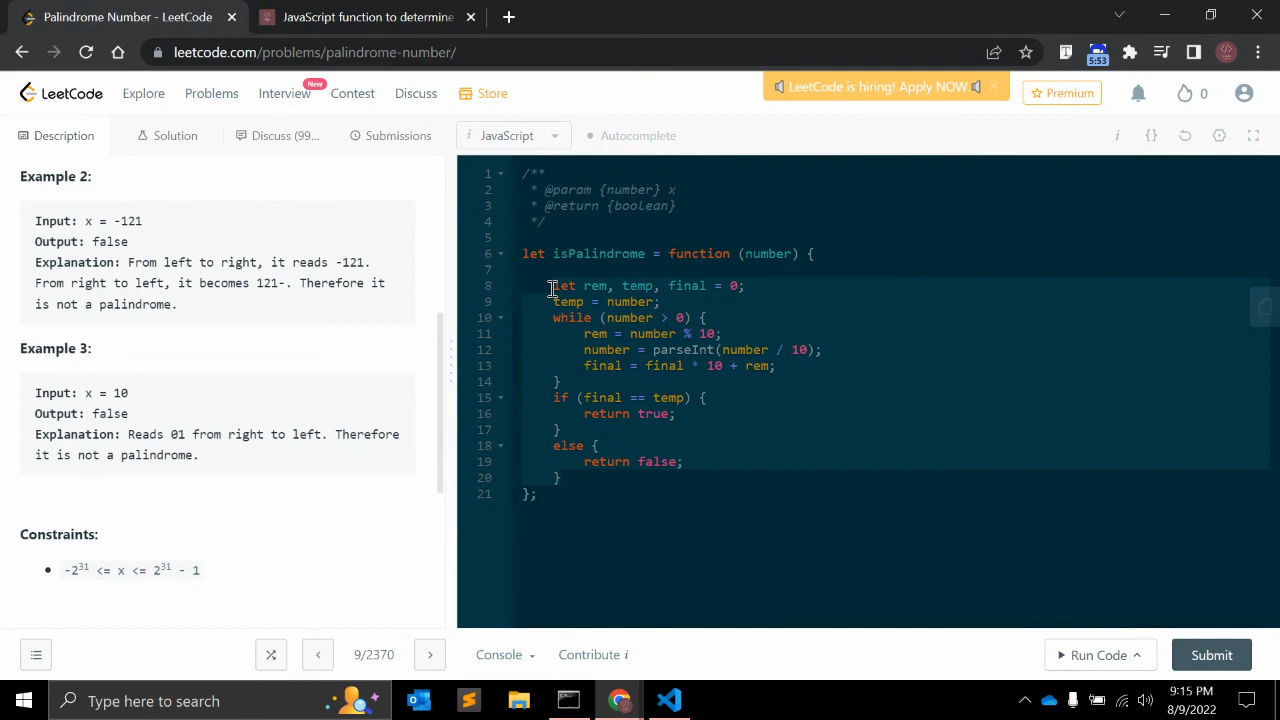 Palindrome Number - LeetCode
JavaScript function to determine
leetcode.com/problems/palindrome-number/
5:53
LeetCode
Explore
Problems
Interview
New
Contest
Discuss
Store
LeetCode is hiring! Apply NOW.
Premium
0
Description
Solution
Discuss (99...
Submissions
i JavaScript
Autocomplete
Example 2:
Input: x = -121
Output: false
Explanation: From left to right, it reads -121.
From right to left, it becomes 121-. Therefore it
is not a palindrome.
Example 3:
Input: x = 10
Output: false
Explanation: Reads 01 from right to left. Therefore
it is not a palindrome.
Constraints:
-2^31 <= x <= 2^31 - 1
1 /**
2 * @param {number} x
3 * @return {boolean}
4 */
5
6 let isPalindrome = function (number) {
7
8 let rem, temp, final = 0;
9 temp = number;
10 while (number > 0) {
11 rem = number % 10;
12 number = parseInt(number / 10);
13 final = final * 10 + rem;
14 }
15 if (final == temp) {
16 return true;
17 }
18 else {
19 return false;
20 }
21 };
9/2370
Console
Contribute i
Run Code
Submit
Type here to search
9:15 PM
8/9/2022